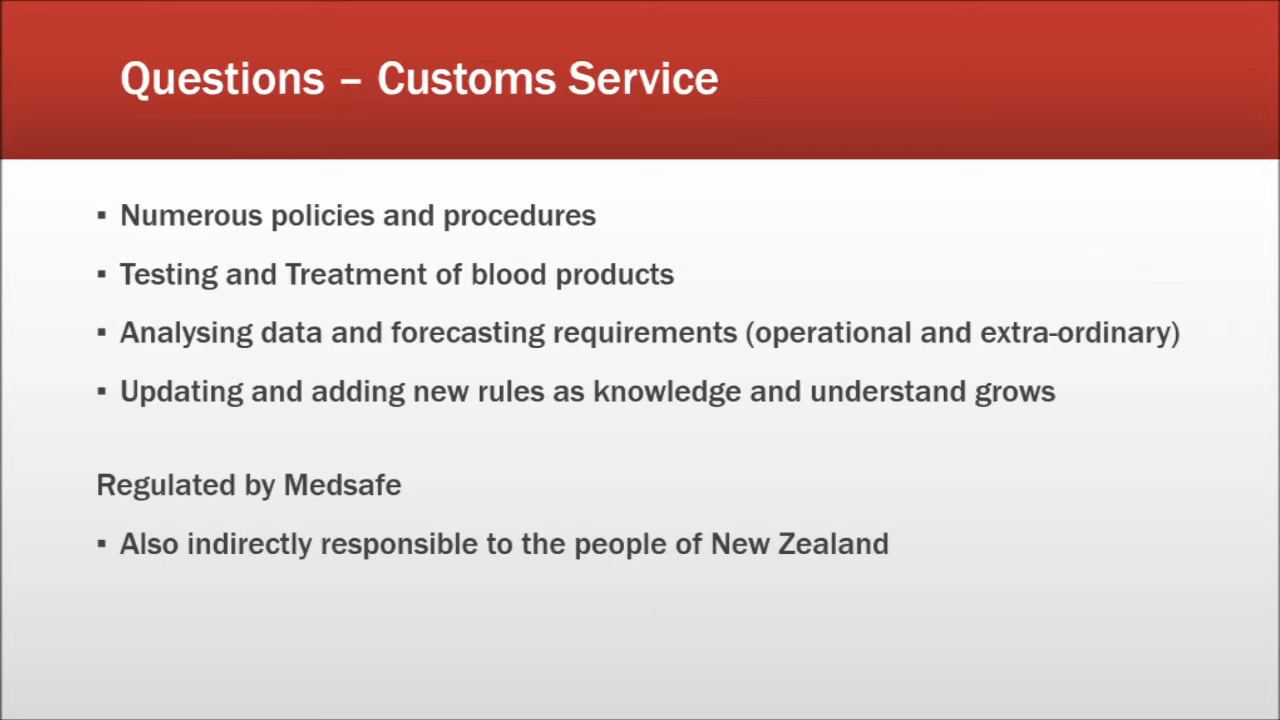 Questions – Customs Service
▪ Numerous policies and procedures
▪ Testing and Treatment of blood products
▪ Analysing data and forecasting requirements (operational and extra-ordinary)
▪ Updating and adding new rules as knowledge and understand grows
Regulated by Medsafe
▪ Also indirectly responsible to the people of New Zealand